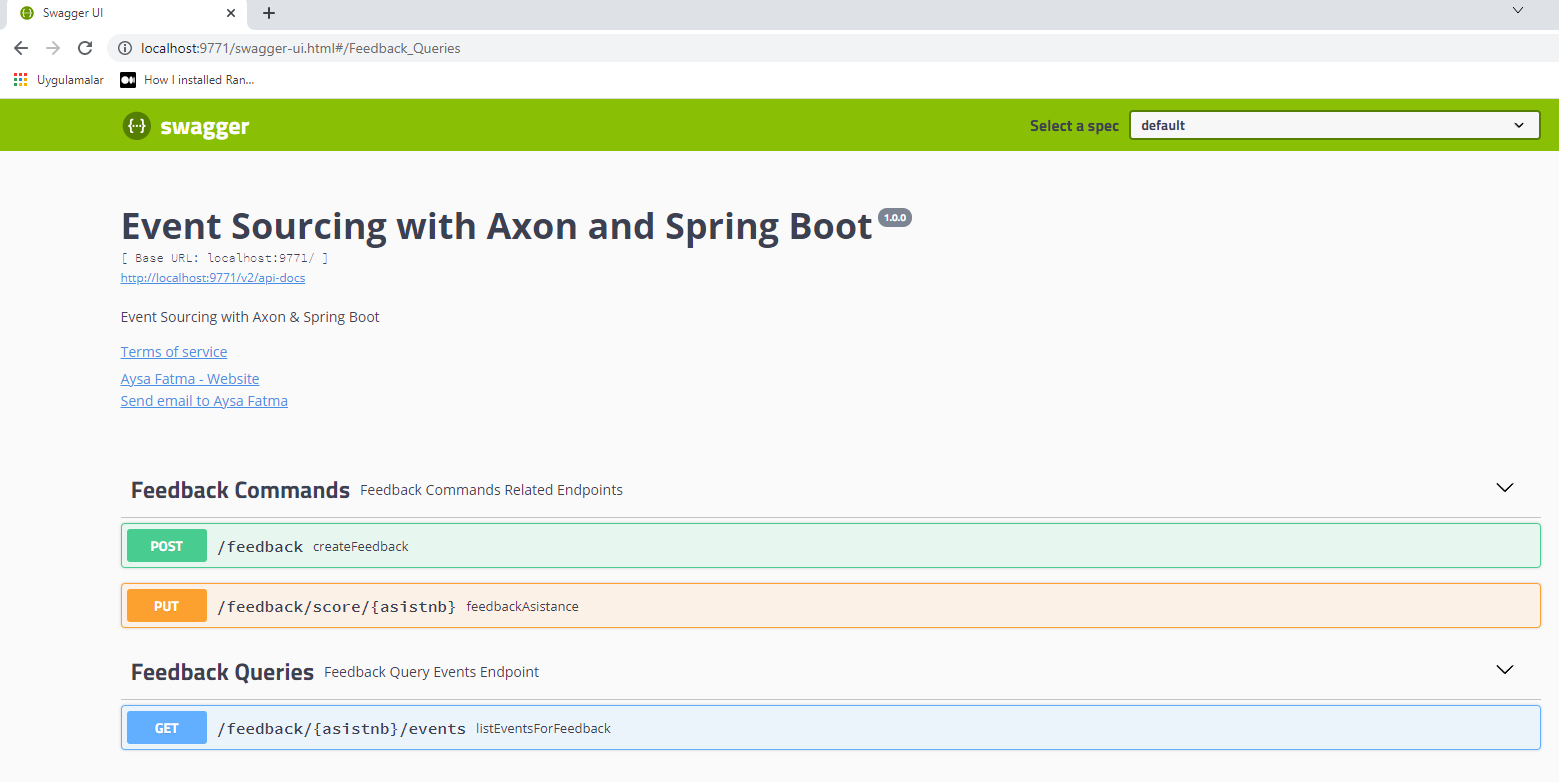 Swagger UI
localhost:9771/swagger-ui.html#/Feedback_Queries
Uygulamalar How I installed Ran...
{··} swagger Select a spec default
Event Sourcing with Axon and Spring Boot 1.0.0
[ Base URL: localhost:9771/ ]
http://localhost:9771/v2/api-docs
Event Sourcing with Axon & Spring Boot
Terms of service
Aysa Fatma - Website
Send email to Aysa Fatma
Feedback Commands Feedback Commands Related Endpoints
POST /feedback createFeedback
PUT /feedback/score/{asistnb} feedbackAsistance
Feedback Queries Feedback Query Events Endpoint
GET /feedback/{asistnb}/events listEventsForFeedback